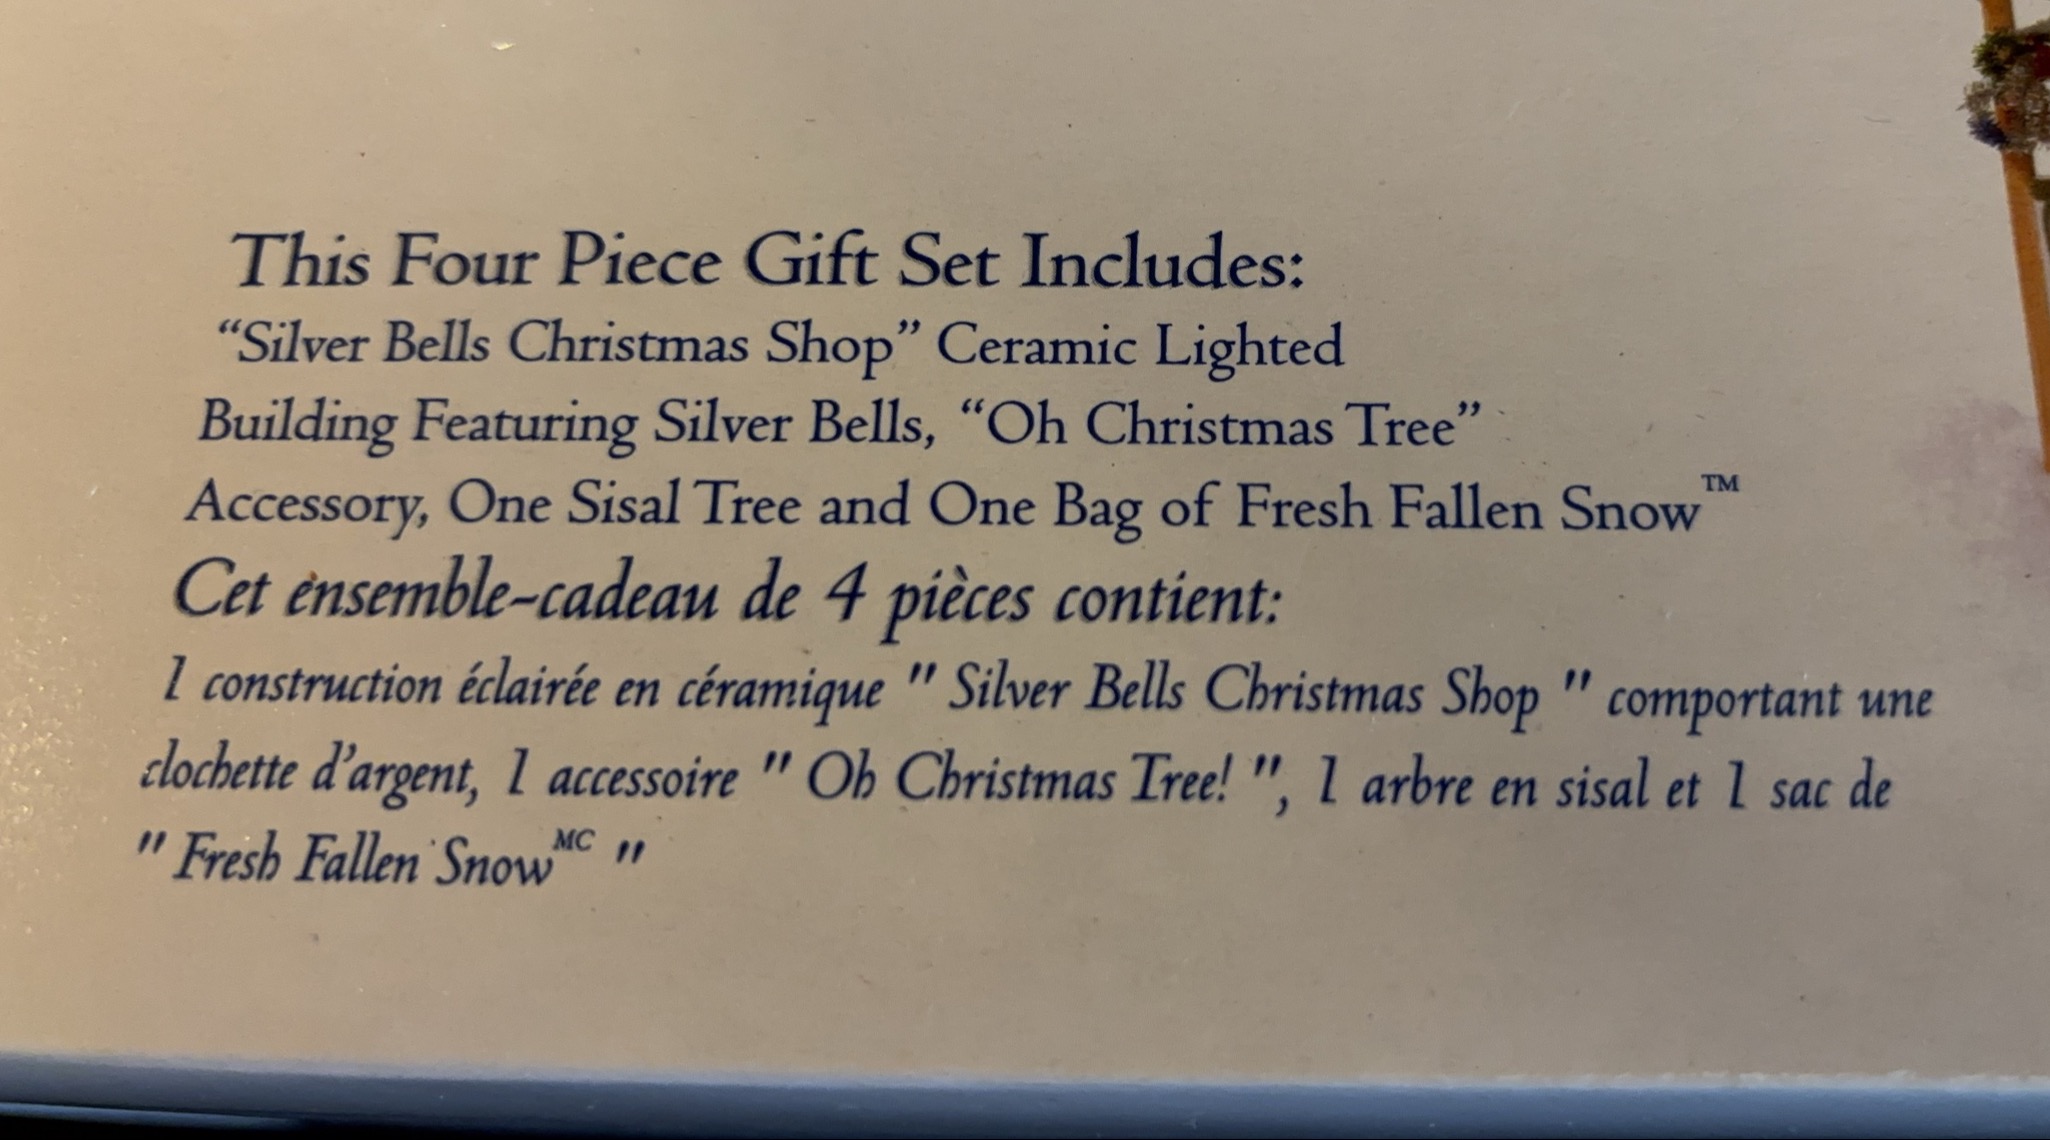 This Four Piece Gift Set Includes:
“Silver Bells Christmas Shop” Ceramic Lighted
Building Featuring Silver Bells, “Oh Christmas Tree”
Accessory, One Sisal Tree and One Bag of Fresh Fallen Snow™
Cet ensemble-cadeau de 4 pièces contient:
1 construction éclairée en céramique " Silver Bells Christmas Shop " comportant une
clochette d’argent, 1 accessoire " Oh Christmas Tree! ", 1 arbre en sisal et 1 sac de
" Fresh Fallen Snow MC "